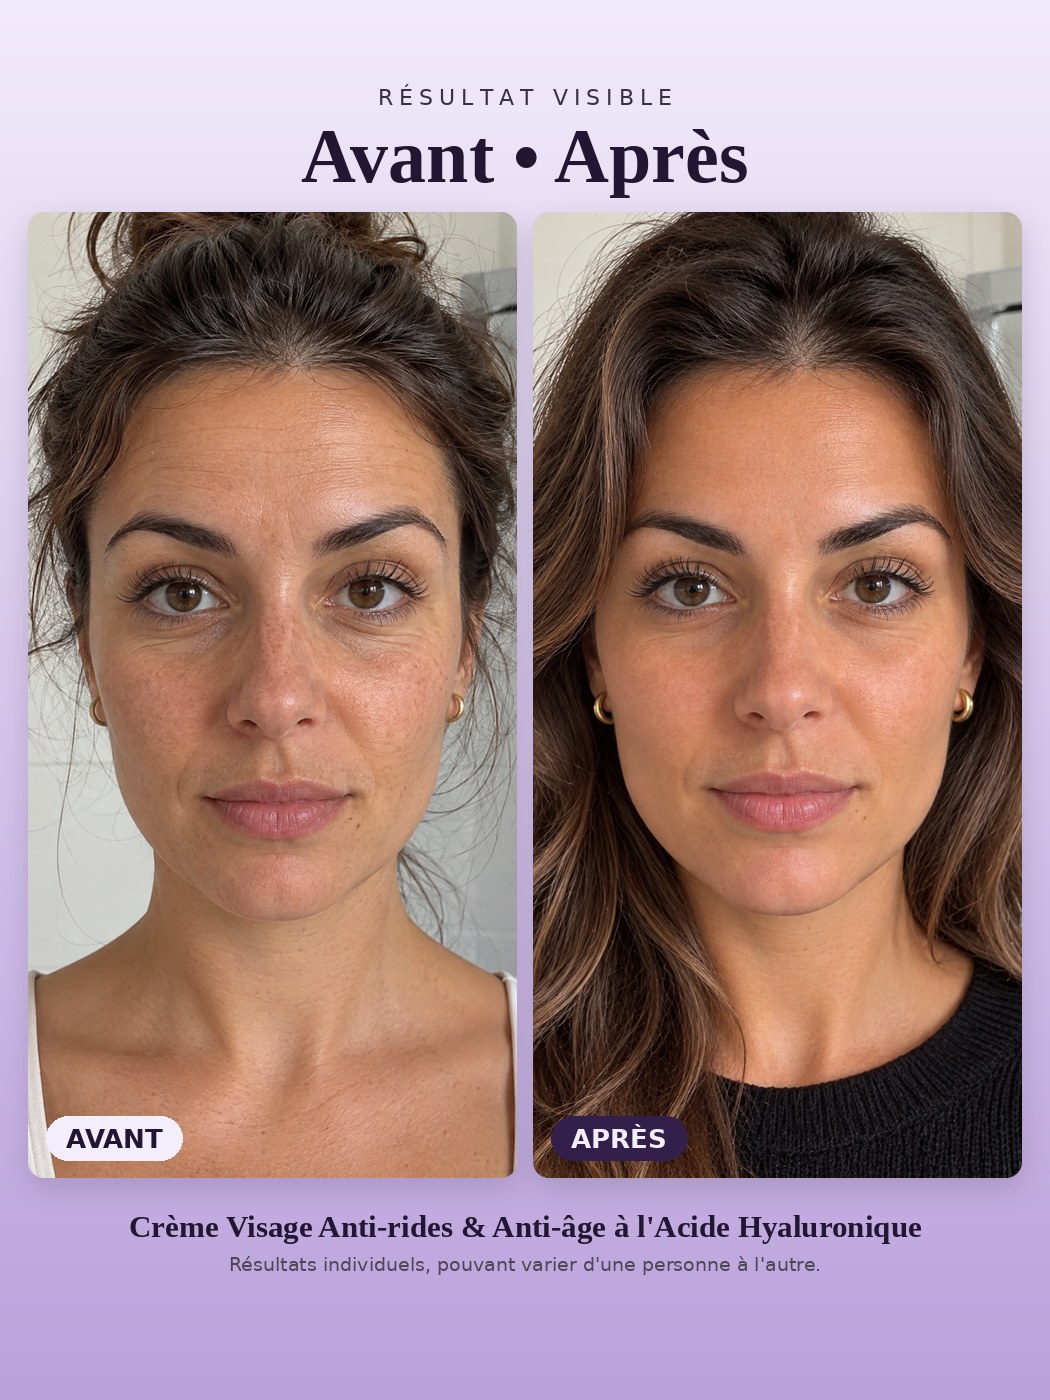 RÉSULTAT VISIBLE
Avant • Après
AVANT
APRÈS
Crème Visage Anti-rides & Anti-âge à l'Acide Hyaluronique
Résultats individuels, pouvant varier d'une personne à l'autre.